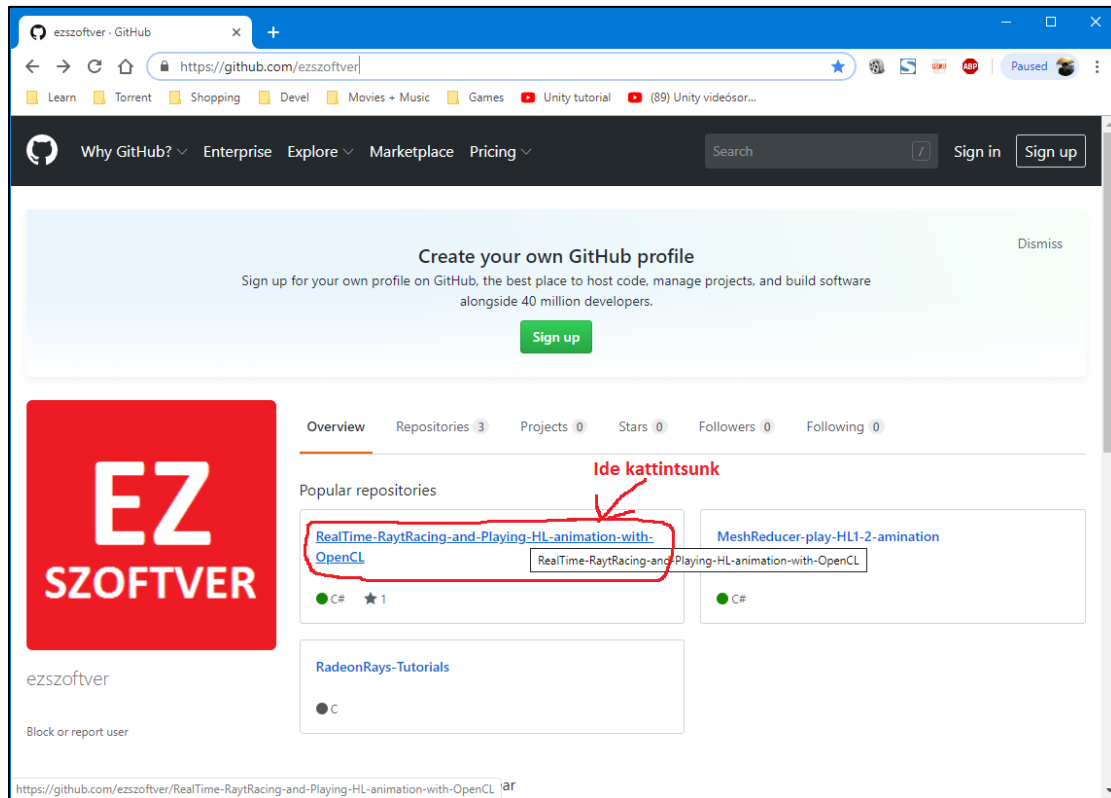 ezszoftver · GitHub
https://github.com/ezszoftver
ABP
Paused
Learn Torrent Shopping Devel Movies + Music Games Unity tutorial (89) Unity videósor...
Why GitHub? Enterprise Explore Marketplace Pricing Search / Sign in Sign up
Dismiss
Create your own GitHub profile
Sign up for your own profile on GitHub, the best place to host code, manage projects, and build software
alongside 40 million developers.
Sign up
EZ
SZOFTVER
ezszoftver
Block or report user
Overview Repositories 3 Projects 0 Stars 0 Followers 0 Following 0
Ide kattintsunk
Popular repositories
RealTime-RaytRacing-and-Playing-HL-animation-with-
OpenCL
RealTime-RaytRacing-and-Playing-HL-animation-with-OpenCL
C# 1
MeshReducer-play-HL1-2-amination
C#
RadeonRays-Tutorials
C
https://github.com/ezszoftver/RealTime-RaytRacing-and-Playing-HL-animation-with-OpenCL